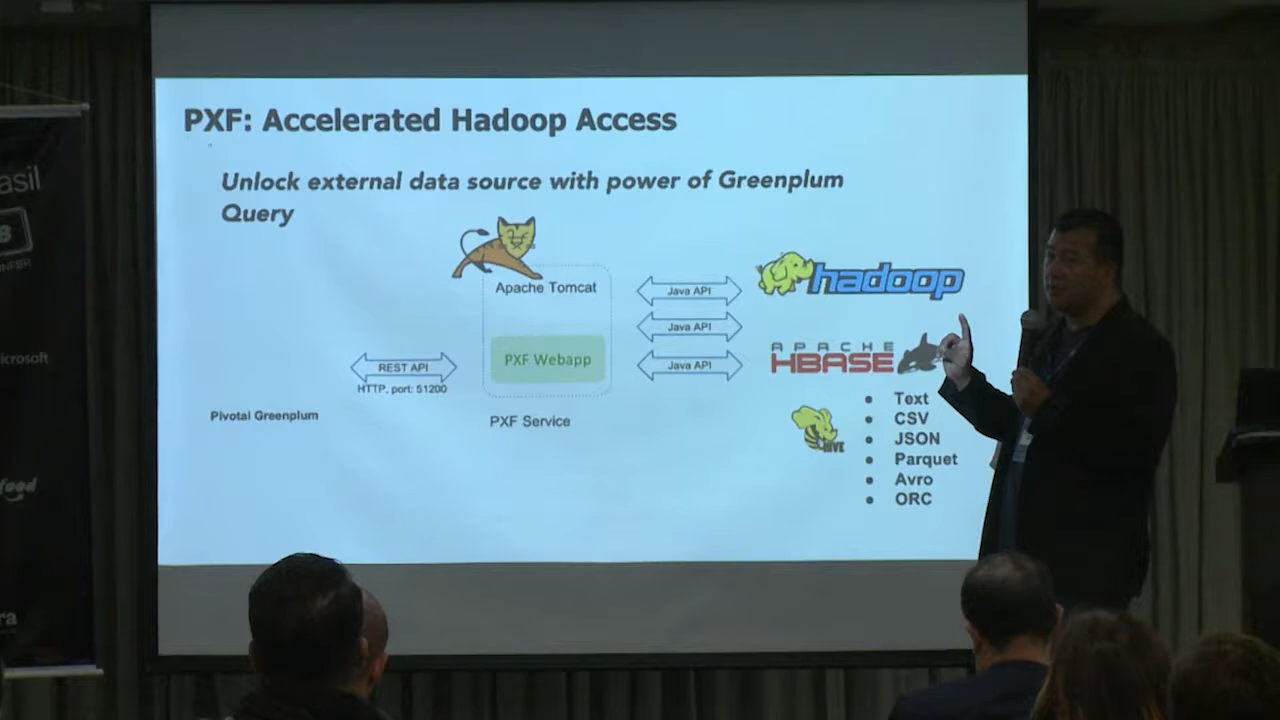 PXF: Accelerated Hadoop Access
Unlock external data source with power of Greenplum
Query
Apache Tomcat
PXF Webapp
PXF Service
REST API
HTTP, port: 51200
Pivotal Greenplum
Java API
Java API
Java API
hadoop
APACHE
HBASE
HIVE
Text
CSV
JSON
Parquet
Avro
ORC
asil
icrosoft
food
ra